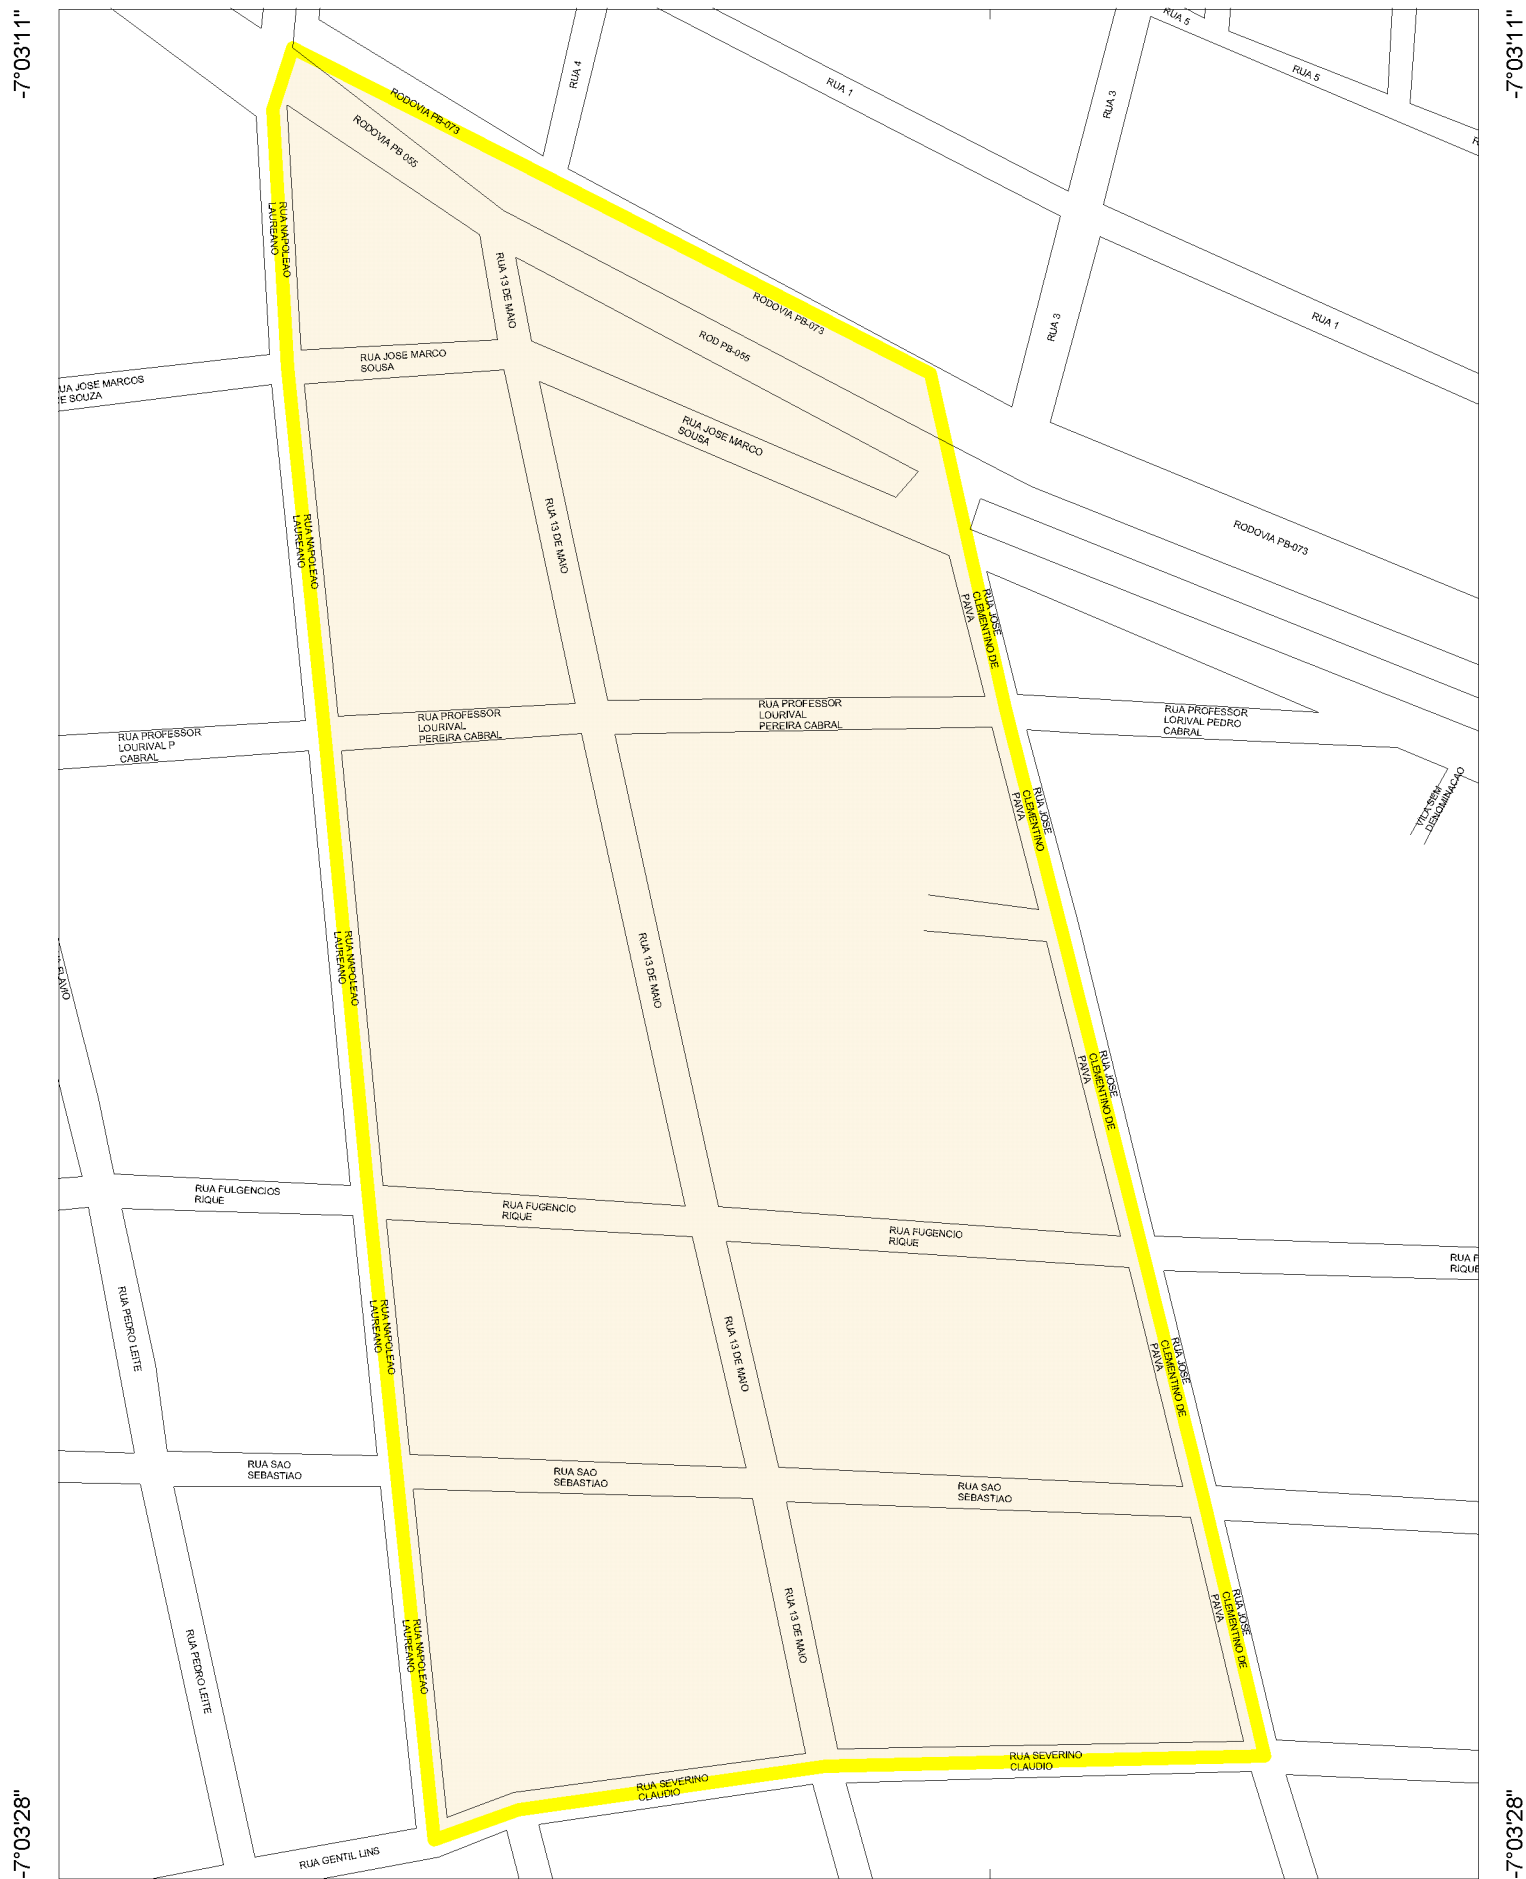 -7°03'11"
-7°03'11"
RUA 5
RUA 5
RUA 4
RUA 1
RUA 3
RODOVIA PB-073
RODOVIA PB 055
RUA NAPOLEAO
LAUREANO
RUA 13 DE MAIO
RODOVIA PB-073
ROD PB-055
RUA 3
RUA 1
RUA JOSE MARCO
SOUSA
UA JOSE MARCOS
E SOUZA
RUA JOSE MARCO
SOUSA
RUA NAPOLEAO
LAUREANO
RUA 13 DE MAIO
RODOVIA PB-073
RUA JOSE
CLEMENTINO DE
PAIVA
RUA PROFESSOR
LOURIVAL P
CABRAL
RUA PROFESSOR
LOURIVAL
PEREIRA CABRAL
RUA PROFESSOR
LOURIVAL
PEREIRA CABRAL
RUA PROFESSOR
LORIVAL PEDRO
CABRAL
VILA SEM
DENOMINACAO
RUA JOSE
CLEMENTINO
PAIVA
FLAVIO
RUA NAPOLEAO
LAUREANO
RUA 13 DE MAIO
RUA JOSE
CLEMENTINO DE
PAIVA
RUA FULGENCIOS
RIQUE
RUA FUGENCIO
RIQUE
RUA FUGENCIO
RIQUE
RUA F
RIQUE
RUA PEDRO LEITE
RUA NAPOLEAO
LAUREANO
RUA 13 DE MAIO
RUA JOSE
CLEMENTINO DE
PAIVA
RUA SAO
SEBASTIAO
RUA SAO
SEBASTIAO
RUA SAO
SEBASTIAO
RUA PEDRO LEITE
RUA NAPOLEAO
LAUREANO
RUA 13 DE MAIO
RUA JOSE
CLEMENTINO DE
PAIVA
RUA SEVERINO
CLAUDIO
RUA SEVERINO
CLAUDIO
RUA GENTIL LINS
-7°03'28"
-7°03'28"